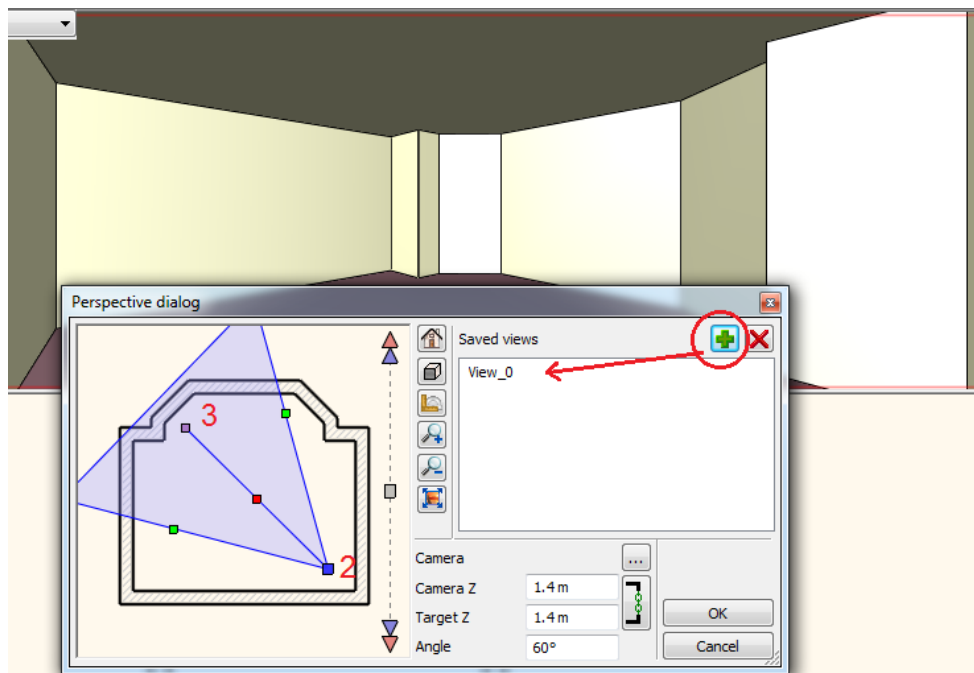 Perspective dialog
Saved views
View_0
3
2
Camera
...
Camera Z 1.4 m
Target Z 1.4 m
Angle 60°
OK
Cancel